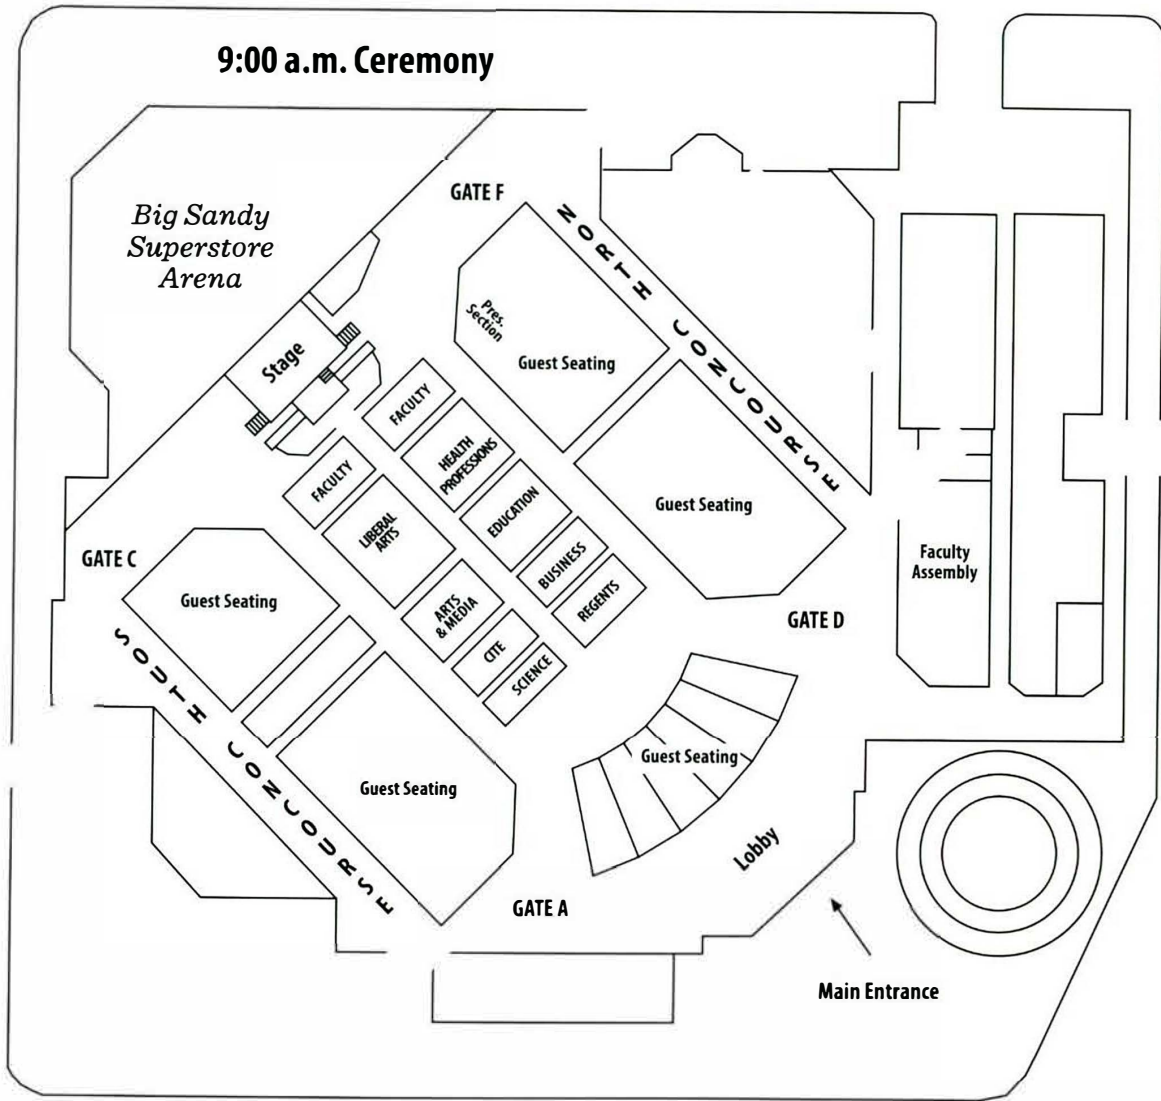 9:00 a.m. Ceremony
Big Sandy
Superstore
Arena
GATE F
NORTH CONCOURSE
Pres.
Section
Guest Seating
Stage
FACULTY
HEALTH
PROFESSIONS
EDUCATION
BUSINESS
REGENTS
Guest Seating
FACULTY
LIBERAL
ARTS
ARTS
& MEDIA
CITE
SCIENCE
GATE C
Guest Seating
SOUTH CONCOURSE
Guest Seating
Faculty
Assembly
GATE D
Guest Seating
Lobby
GATE A
Main Entrance